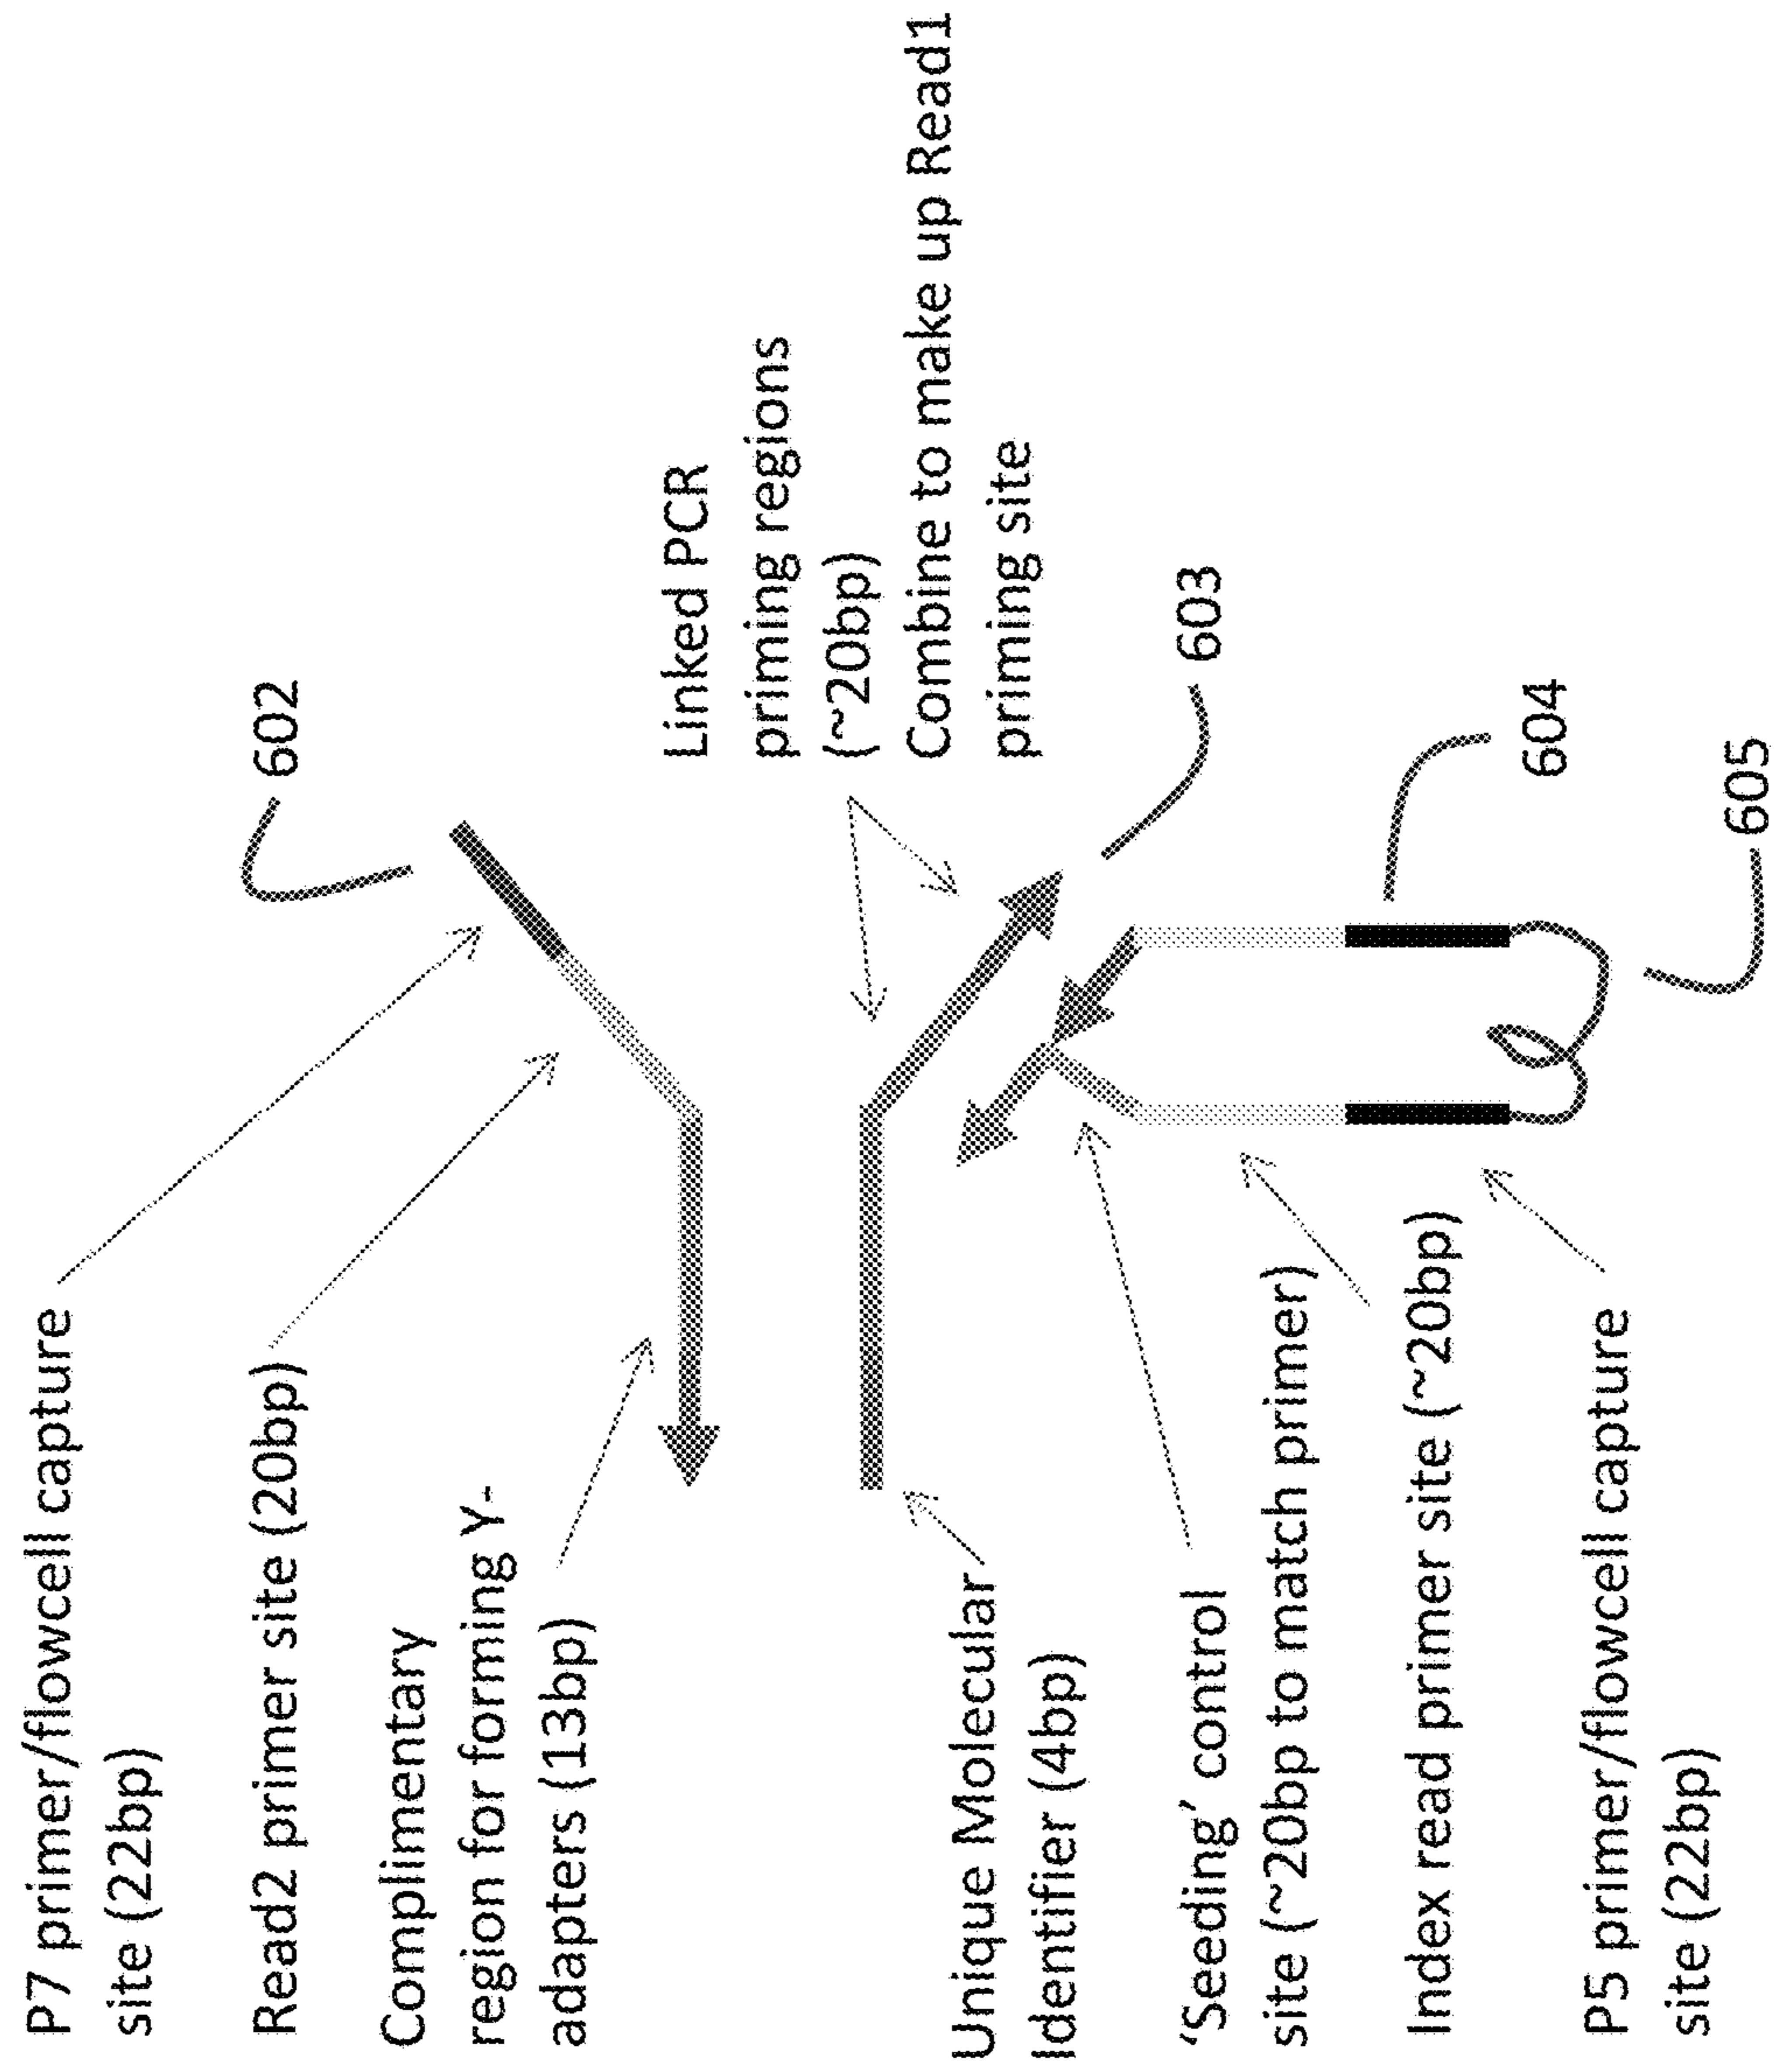 P7 primer/flowcell capture
site (22bp)
Read2 primer site (20bp)
Complimentary
region for forming Y-
adapters (13bp)
Unique Molecular
Identifier (4bp)
‘Seeding’ control
site (~20bp to match primer)
Index read primer site (~20bp)
P5 primer/flowcell capture
site (22bp)
602
Linked PCR
priming regions
(~20bp)
Combine to make up Read1
priming site
603
604
605